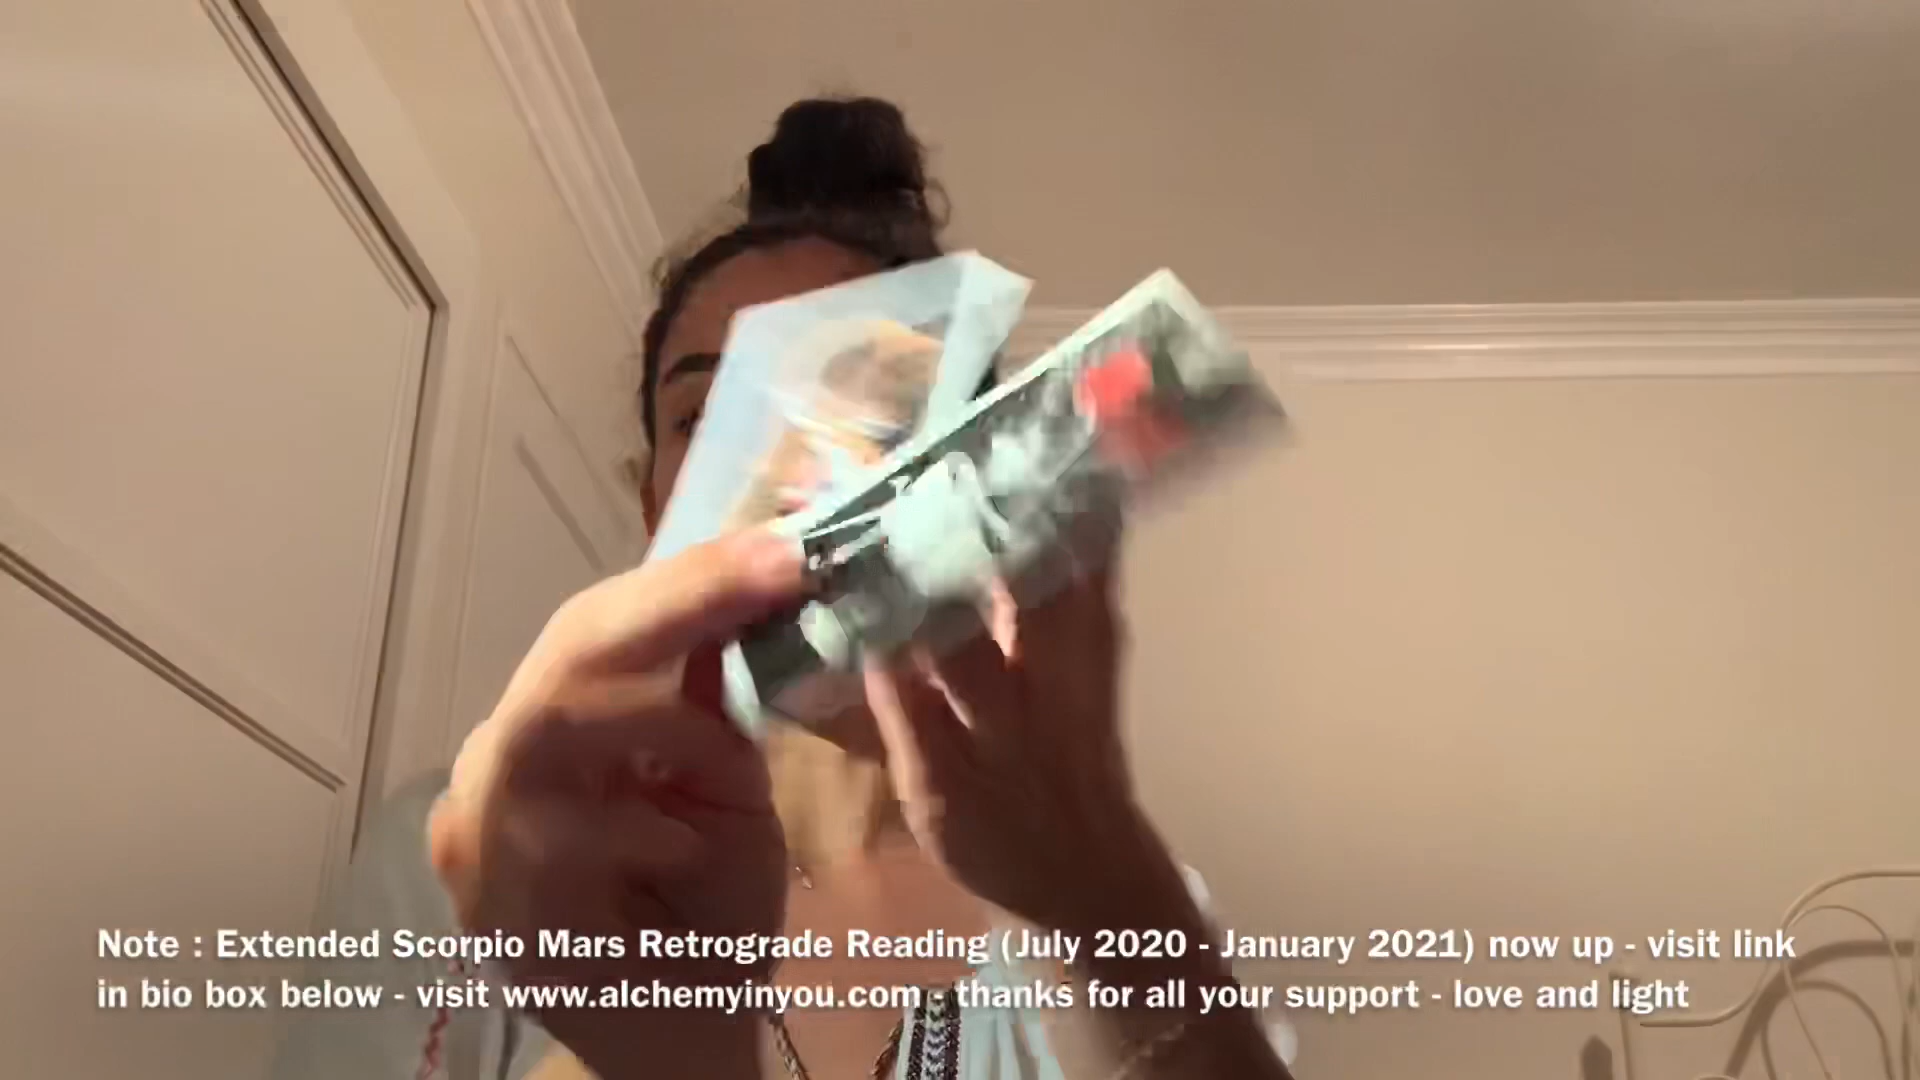 Note : Extended Scorpio Mars Retrograde Reading (July 2020 - January 2021) now up - visit link
in bio box below - visit www.alchemyinyou.com - thanks for all your support - love and light